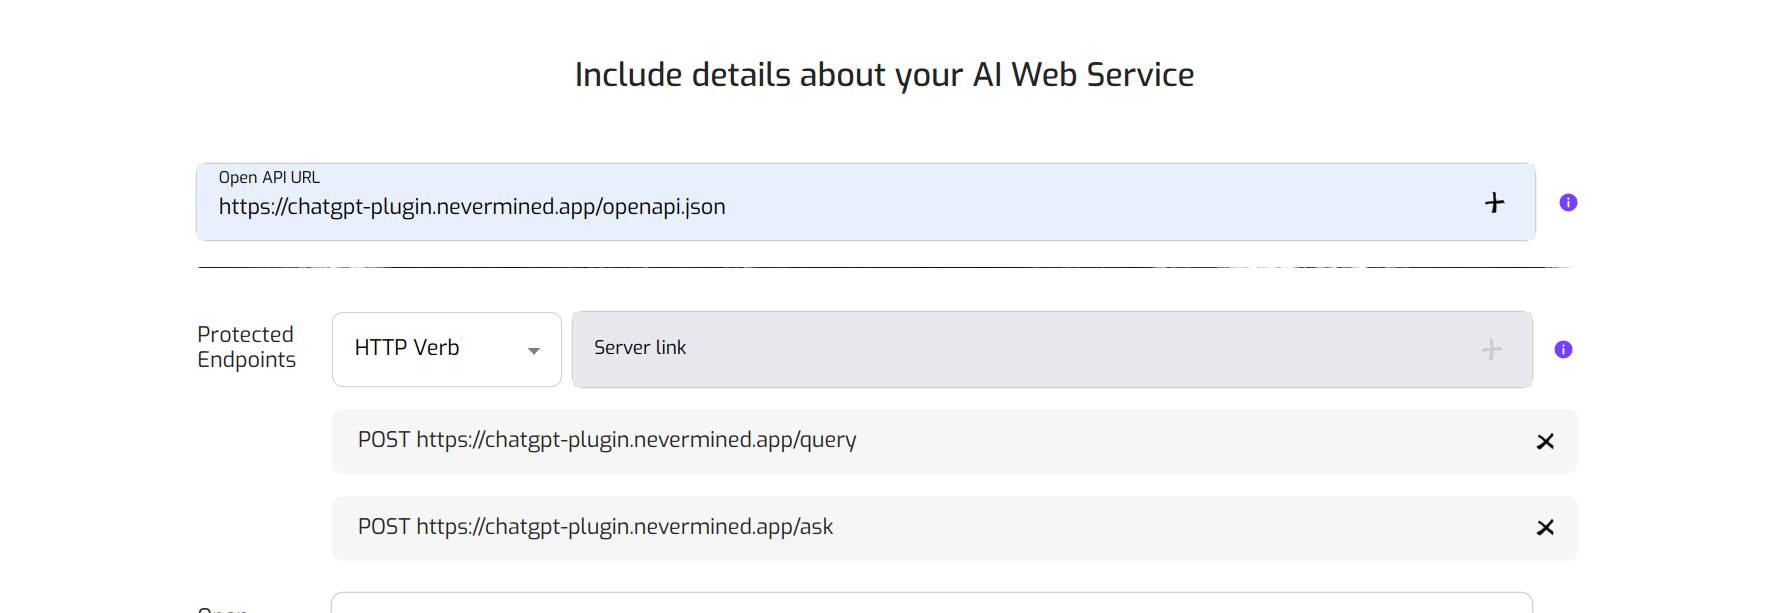 Include details about your AI Web Service
Open API URL
https://chatgpt-plugin.nevermined.app/openapi.json
Protected
Endpoints
HTTP Verb
Server link
POST https://chatgpt-plugin.nevermined.app/query
POST https://chatgpt-plugin.nevermined.app/ask